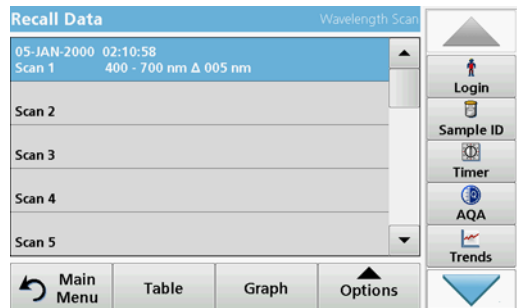 Recall Data
Wavelength Scan
05-JAN-2000 02:10:58
Scan 1 400 - 700 nm Δ 005 nm
Scan 2
Scan 3
Scan 4
Scan 5
Main Menu
Table
Graph
Options
Login
Sample ID
Timer
AQA
Trends